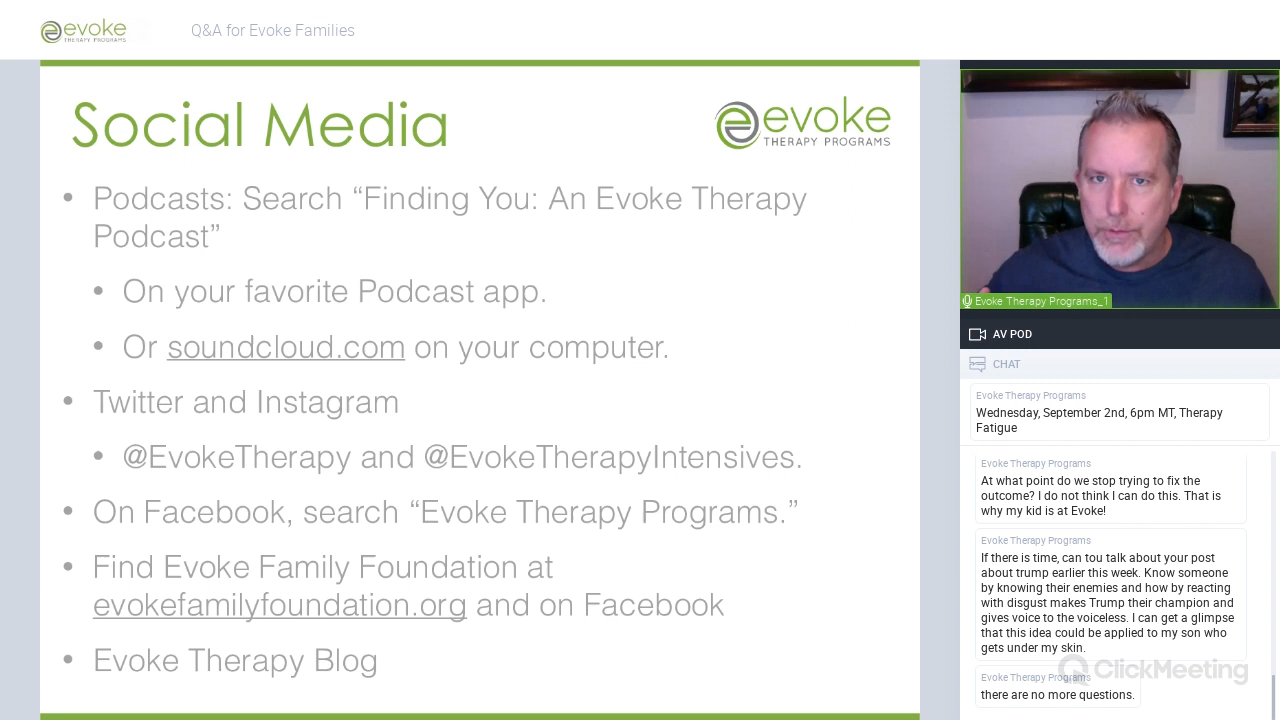 evoke
THERAPY PROGRAMS
Q&A for Evoke Families
Social Media
evoke
THERAPY PROGRAMS
• Podcasts: Search “Finding You: An Evoke Therapy
Podcast”
• On your favorite Podcast app.
• Or soundcloud.com on your computer.
• Twitter and Instagram
• @EvokeTherapy and @EvokeTherapyIntensives.
• On Facebook, search “Evoke Therapy Programs.”
• Find Evoke Family Foundation at
evokefamilyfoundation.org and on Facebook
• Evoke Therapy Blog
Evoke Therapy Programs_1
AV POD
CHAT
Evoke Therapy Programs
Wednesday, September 2nd, 6pm MT, Therapy
Fatigue
Evoke Therapy Programs
At what point do we stop trying to fix the
outcome? I do not think I can do this. That is
why my kid is at Evoke!
Evoke Therapy Programs
If there is time, can tou talk about your post
about trump earlier this week. Know someone
by knowing their enemies and how by reacting
with disgust makes Trump their champion and
gives voice to the voiceless. I can get a glimpse
that this idea could be applied to my son who
gets under my skin.
ClickMeeting
Evoke Therapy Programs
there are no more questions.